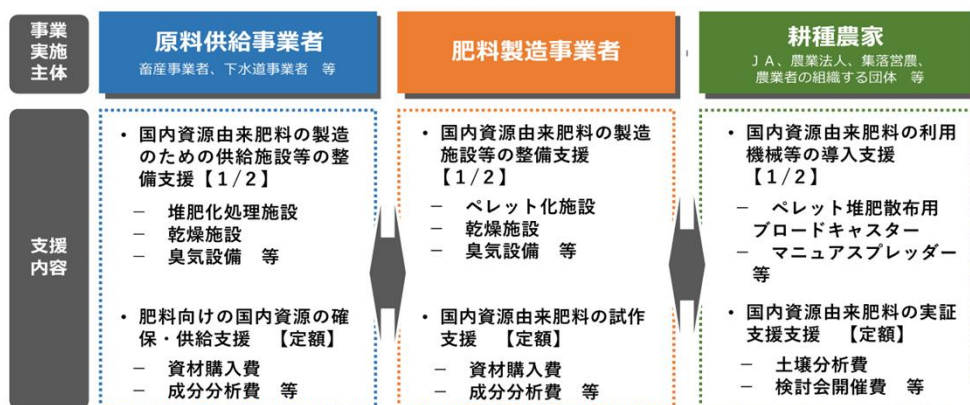 事業
実施
主体
原料供給事業者
畜産事業者、下水道事業者　等
肥料製造事業者
耕種農家
ＪＡ、農業法人、集落営農、
農業者の組織する団体　等
支援
内容
・国内資源由来肥料の製造
のための供給施設等の整
備支援【１/２】
－　堆肥化処理施設
－　乾燥施設
－　臭気設備　等
・肥料向けの国内資源の確
保・供給支援　【定額】
－　資材購入費
－　成分分析費　等
・国内資源由来肥料の製造
施設等の整備支援
【１/２】
－　ペレット化施設
－　乾燥施設
－　臭気設備　等
・国内資源由来肥料の試作
支援　【定額】
－　資材購入費
－　成分分析費　等
・国内資源由来肥料の利用
機械等の導入支援
【１/２】
－　ペレット堆肥散布用
ブロードキャスター
－　マニュアスプレッダー
等
・国内資源由来肥料の実証
支援支援　【定額】
－　土壌分析費
－　検討会開催費　等